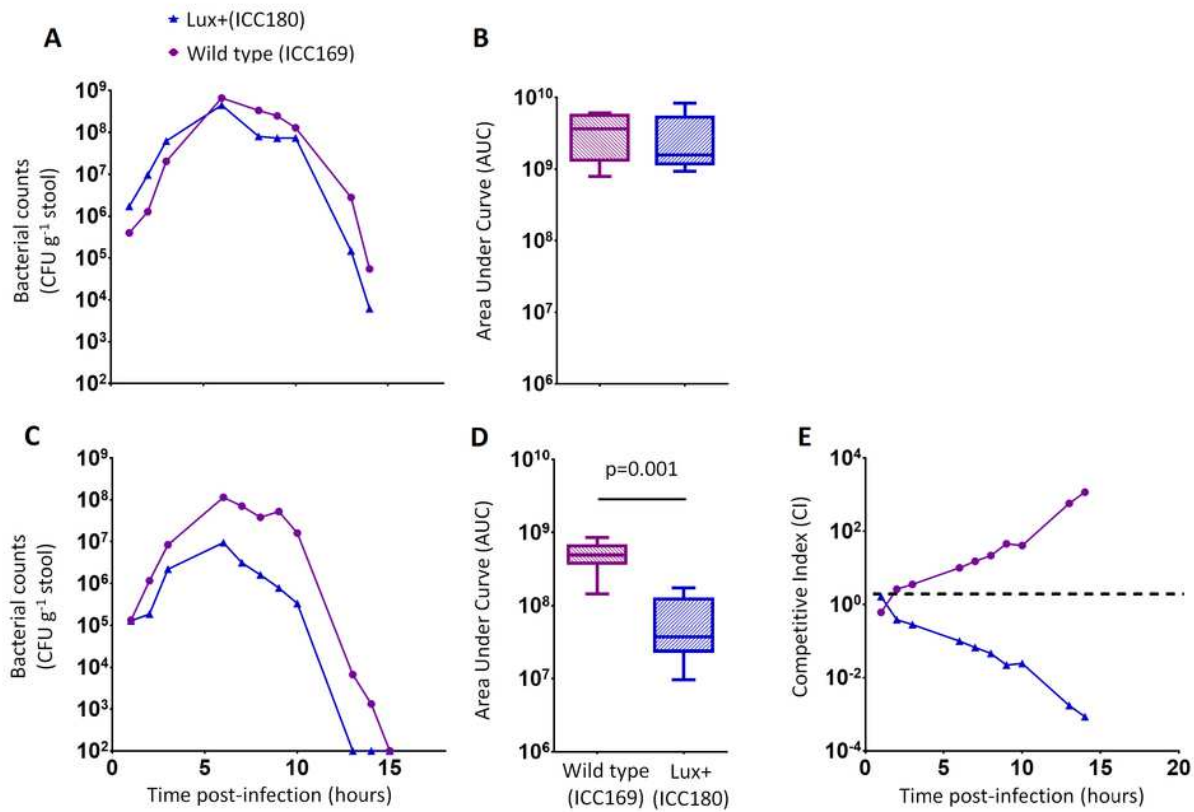 Lux+(ICC180)
Wild type (ICC169)
A
B
10⁹
10⁸
10⁷
10⁶
10⁵
10⁴
10³
10²
Bacterial counts
(CFU g⁻¹ stool)
10¹⁰
10⁹
10⁸
10⁷
10⁶
Area Under Curve (AUC)
C
D
E
10⁹
10⁸
10⁷
10⁶
10⁵
10⁴
10³
10²
Bacterial counts
(CFU g⁻¹ stool)
0
5
10
15
Time post-infection (hours)
p=0.001
10¹⁰
10⁹
10⁸
10⁷
10⁶
Area Under Curve (AUC)
Wild type
(ICC169)
Lux+
(ICC180)
10⁴
10²
10⁰
10⁻²
10⁻⁴
Competitive Index (CI)
0
5
10
15
20
Time post-infection (hours)